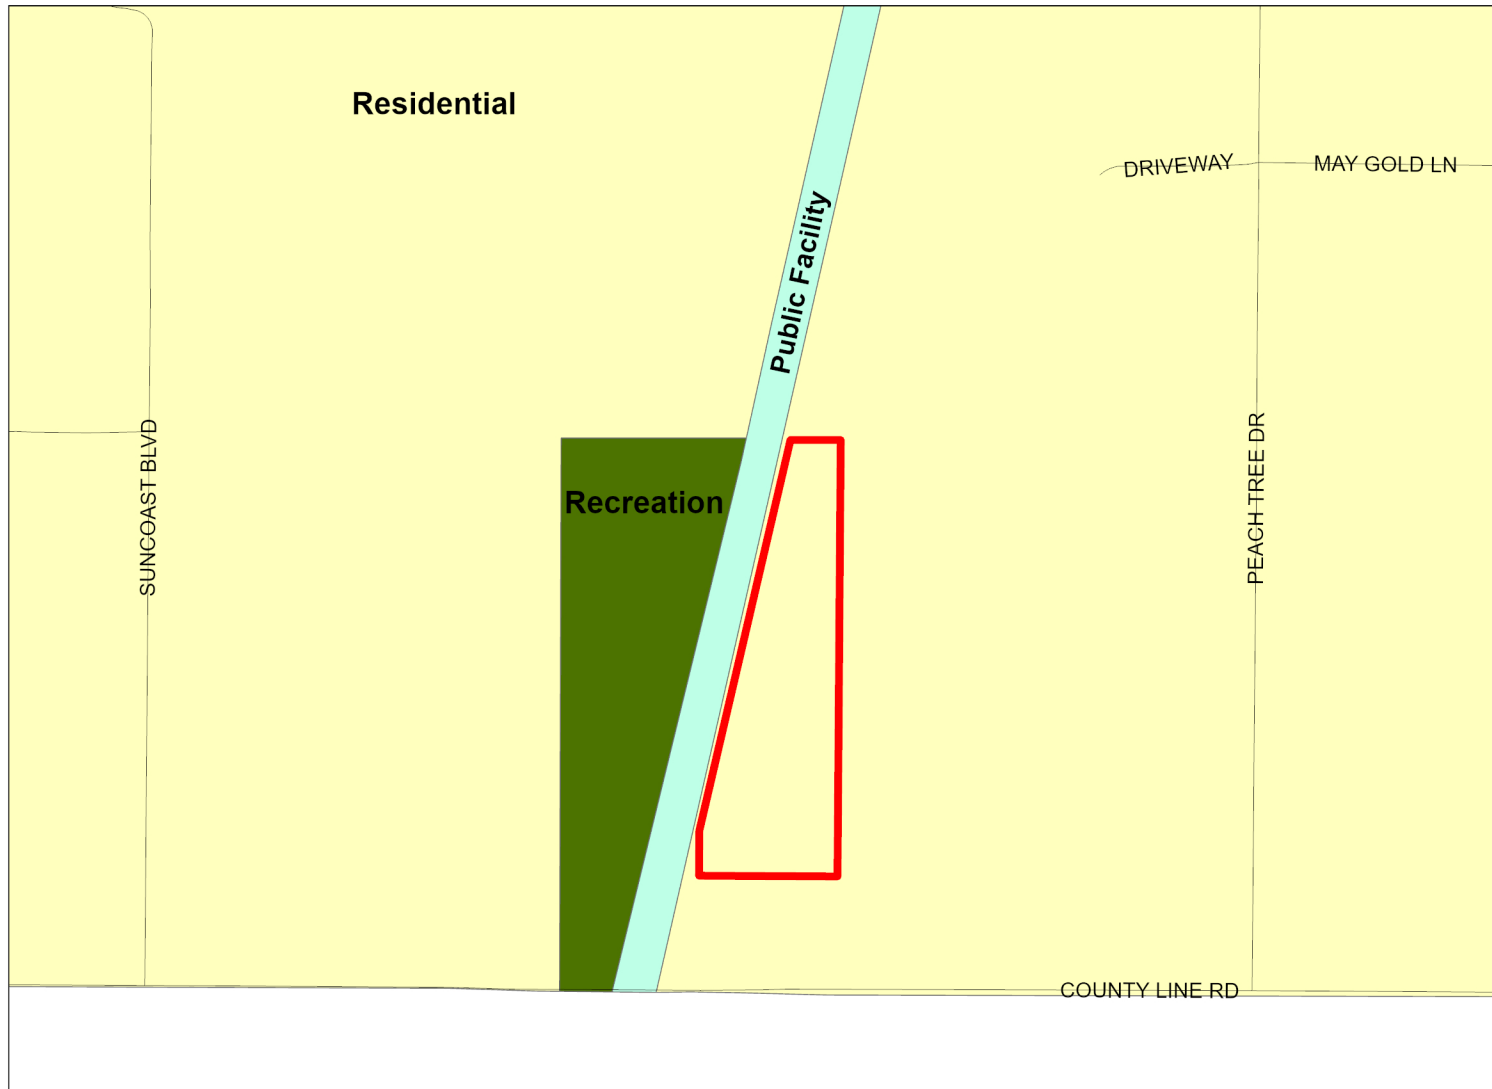 Residential
DRIVEWAY
MAY GOLD LN
Public Facility
SUNCOAST BLVD
Recreation
PEACH TREE DR
COUNTY LINE RD